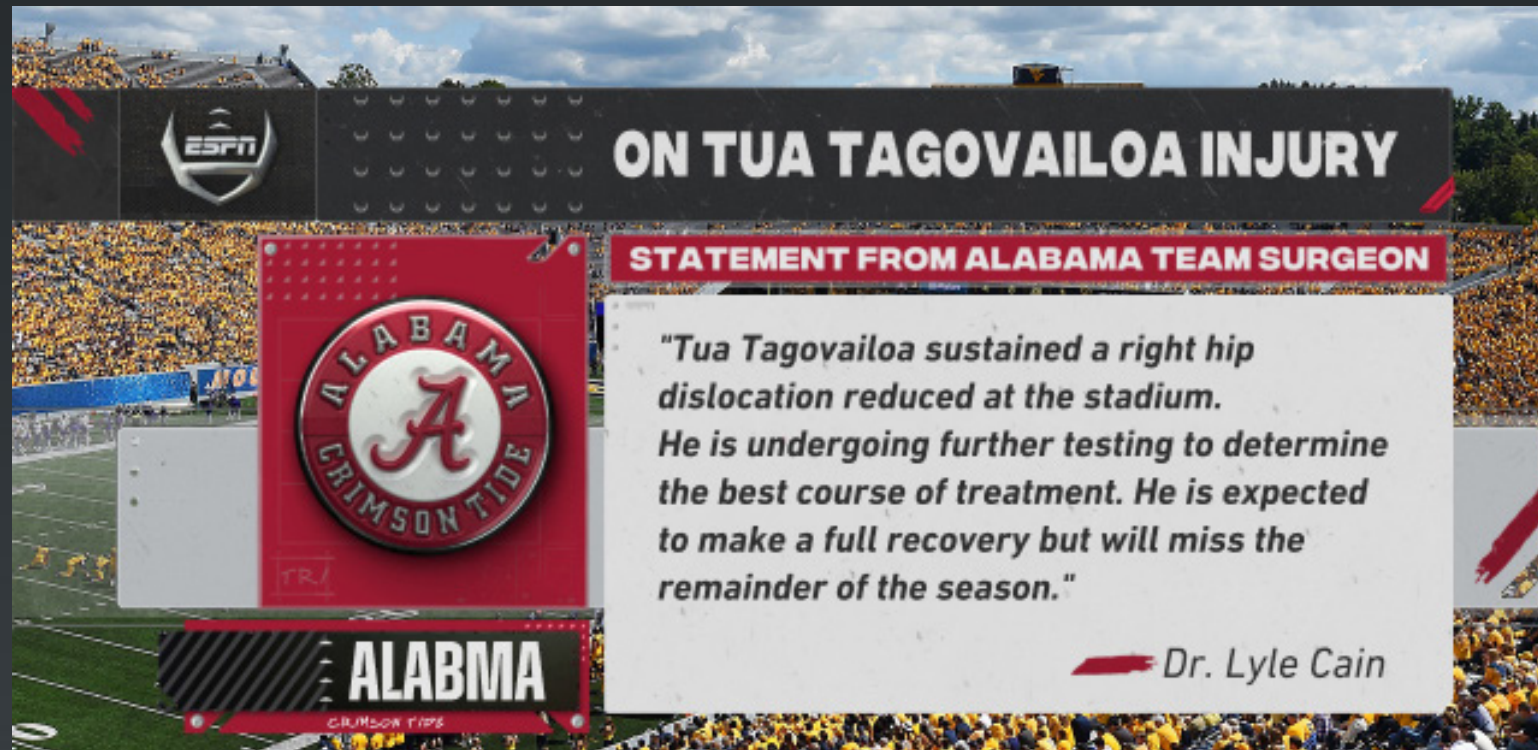 ESPN
ON TUA TAGOVAILOA INJURY
STATEMENT FROM ALABAMA TEAM SURGEON
ALABAMA
A
CRIMSON TIDE
"Tua Tagovailoa sustained a right hip
dislocation reduced at the stadium.
He is undergoing further testing to determine
the best course of treatment. He is expected
to make a full recovery but will miss the
remainder of the season."
Dr. Lyle Cain
ALABMA
CRIMSON TIDE